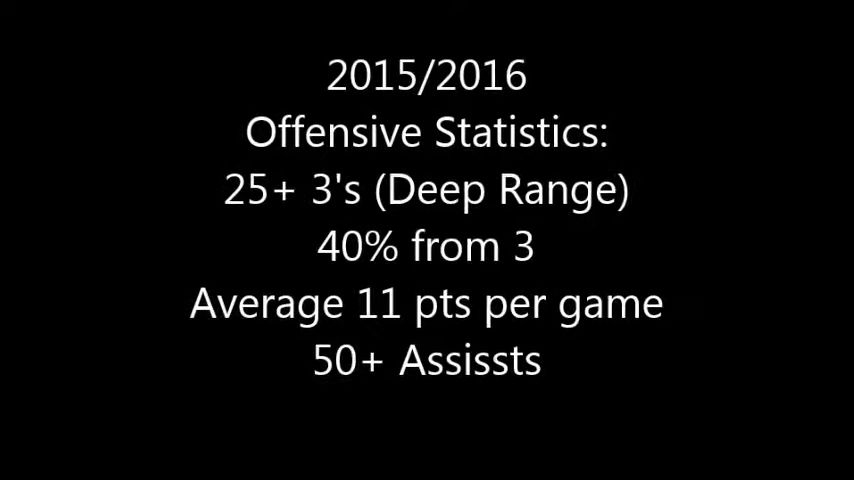 2015/2016
Offensive Statistics:
25+ 3's (Deep Range)
40% from 3
Average 11 pts per game
50+ Assissts